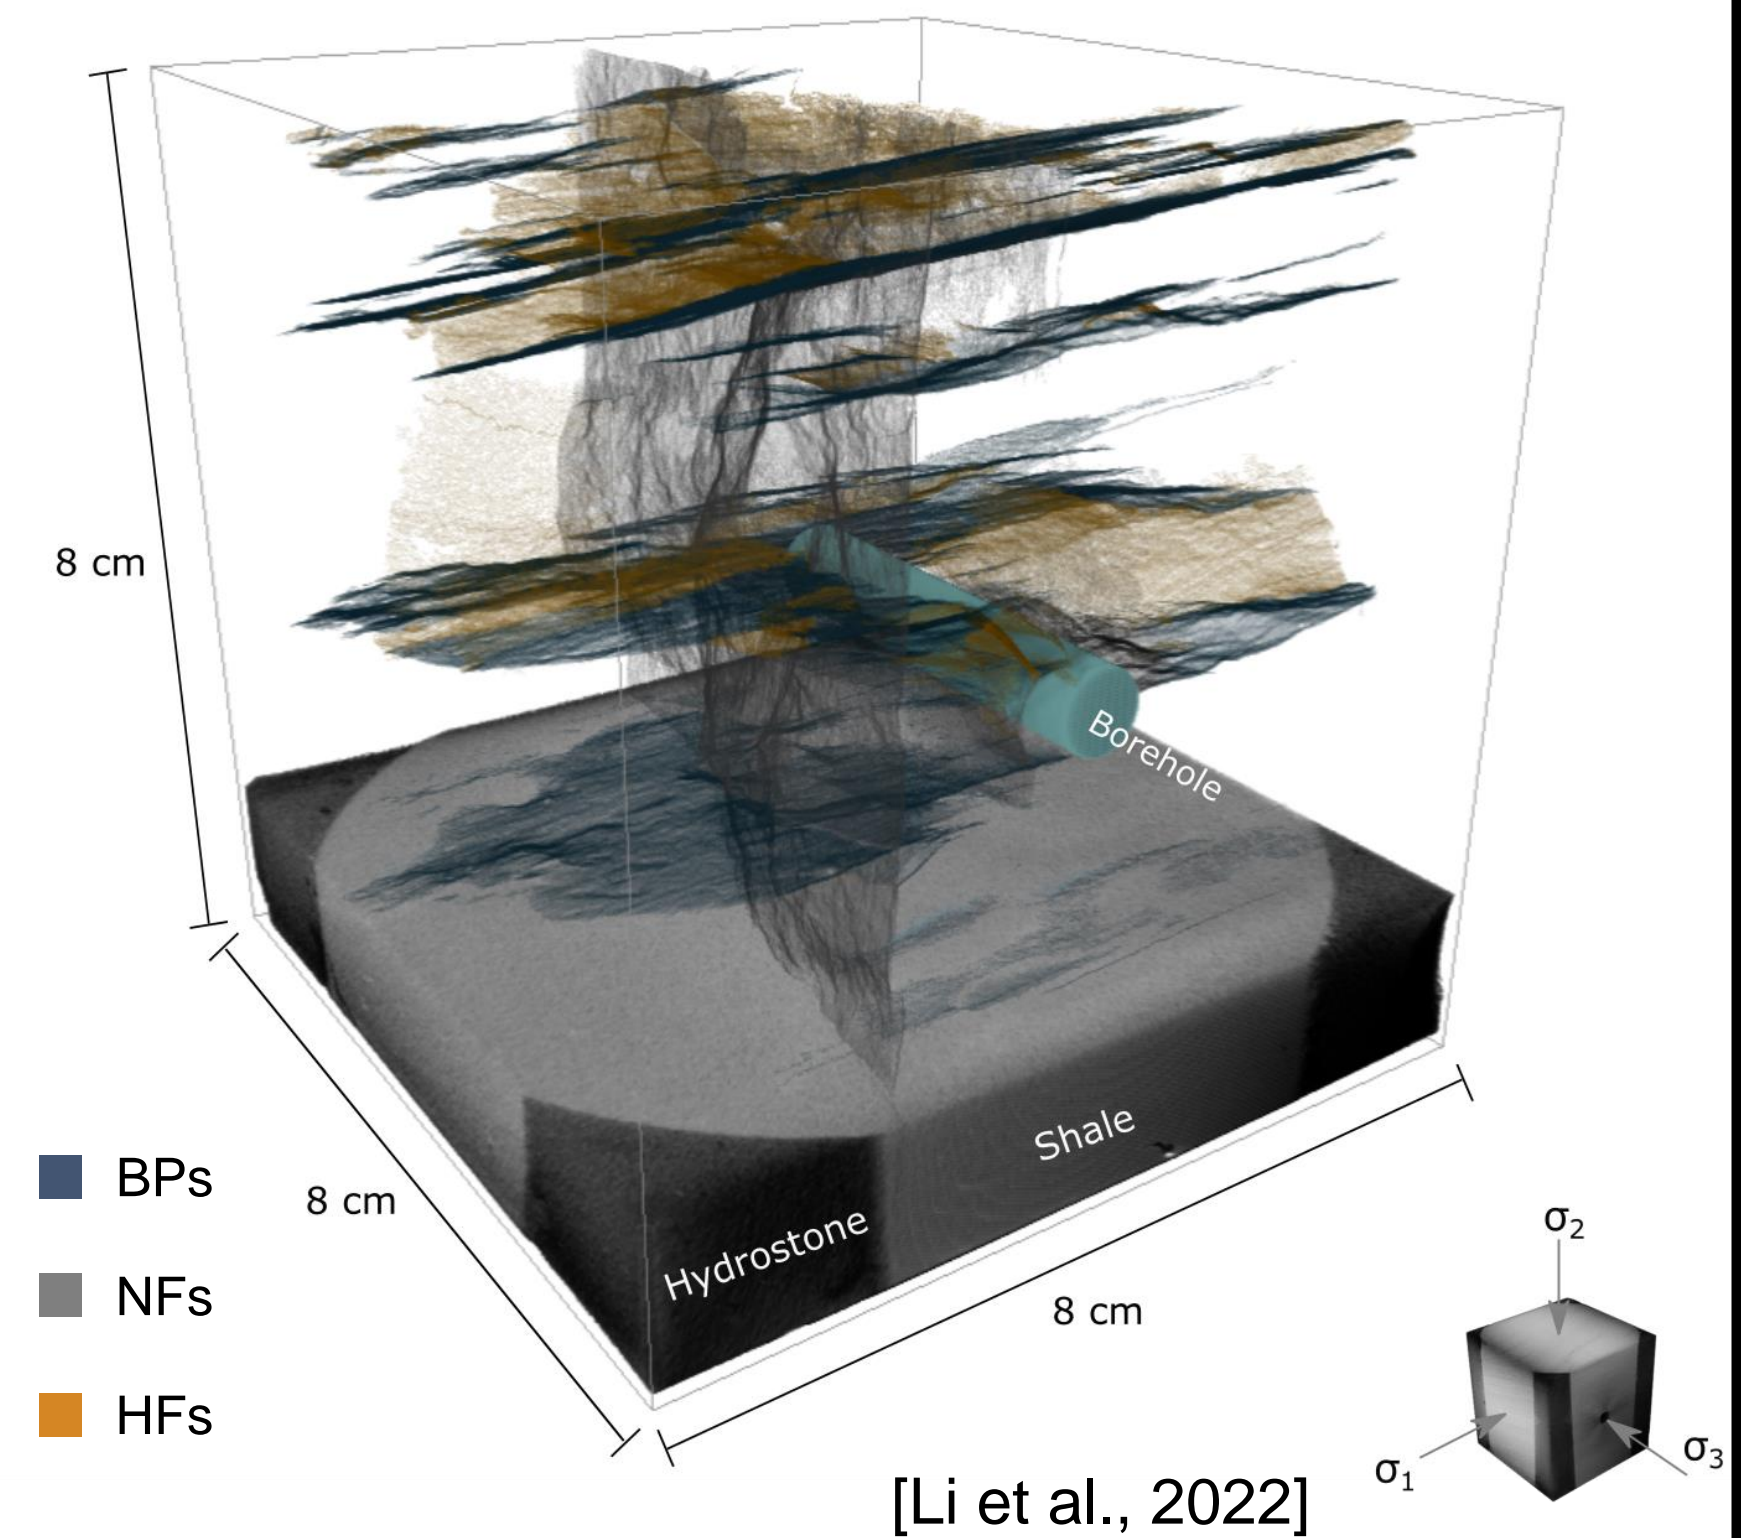 8 cm
Borehole
Shale
Hydrostone
8 cm
8 cm
BPs
NFs
HFs
σ2
σ1
σ3
[Li et al., 2022]